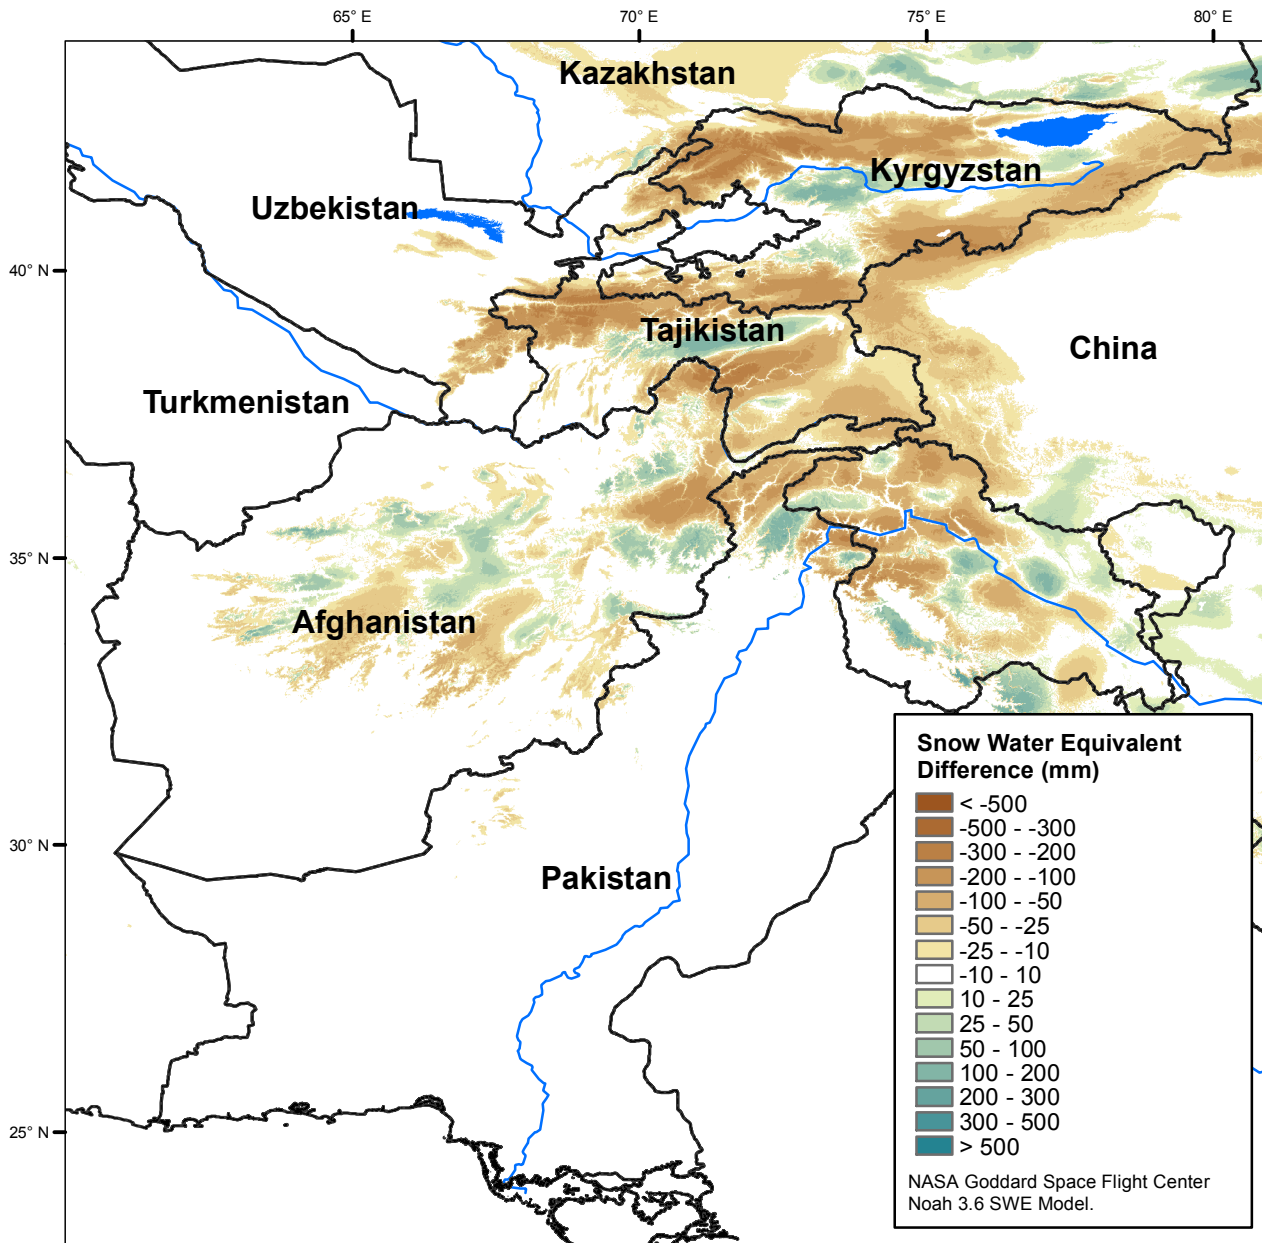 65° E
70° E
75° E
80° E
Kazakhstan
Kyrgyzstan
Uzbekistan
40° N
Tajikistan
China
Turkmenistan
35° N
Afghanistan
Snow Water Equivalent
Difference (mm)
< -500
-500 - -300
-300 - -200
-200 - -100
-100 - -50
-50 - -25
-25 - -10
-10 - 10
10 - 25
25 - 50
50 - 100
100 - 200
200 - 300
300 - 500
> 500
30° N
Pakistan
25° N
NASA Goddard Space Flight Center
Noah 3.6 SWE Model.